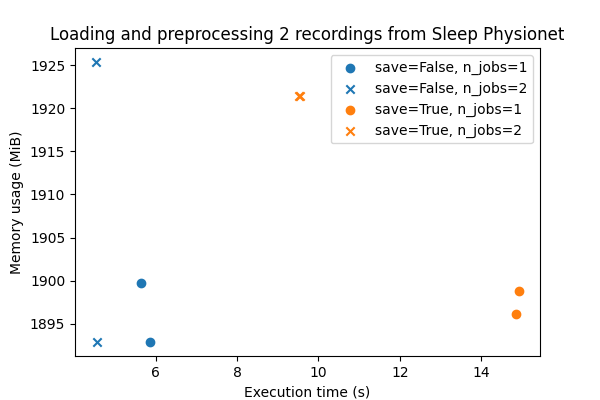 Loading and preprocessing 2 recordings from Sleep Physionet
save=False, n_jobs=1
save=False, n_jobs=2
save=True, n_jobs=1
save=True, n_jobs=2
Memory usage (MiB)
1925
1920
1915
1910
1905
1900
1895
6 8 10 12 14
Execution time (s)